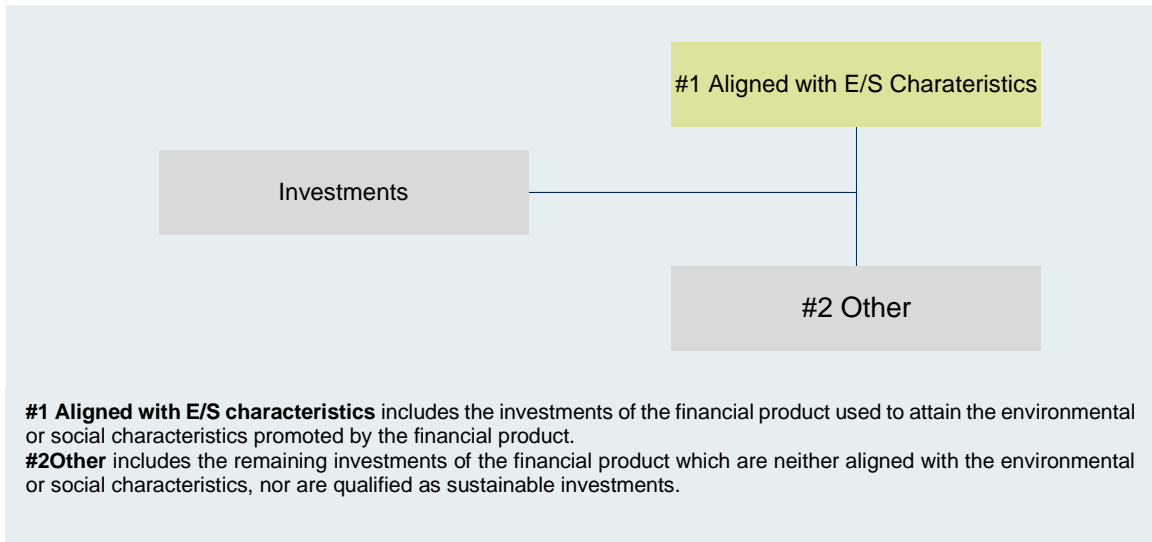 #1 Aligned with E/S Charateristics
Investments
#2 Other
#1 Aligned with E/S characteristics includes the investments of the financial product used to attain the environmental
or social characteristics promoted by the financial product.
#2Other includes the remaining investments of the financial product which are neither aligned with the environmental
or social characteristics, nor are qualified as sustainable investments.